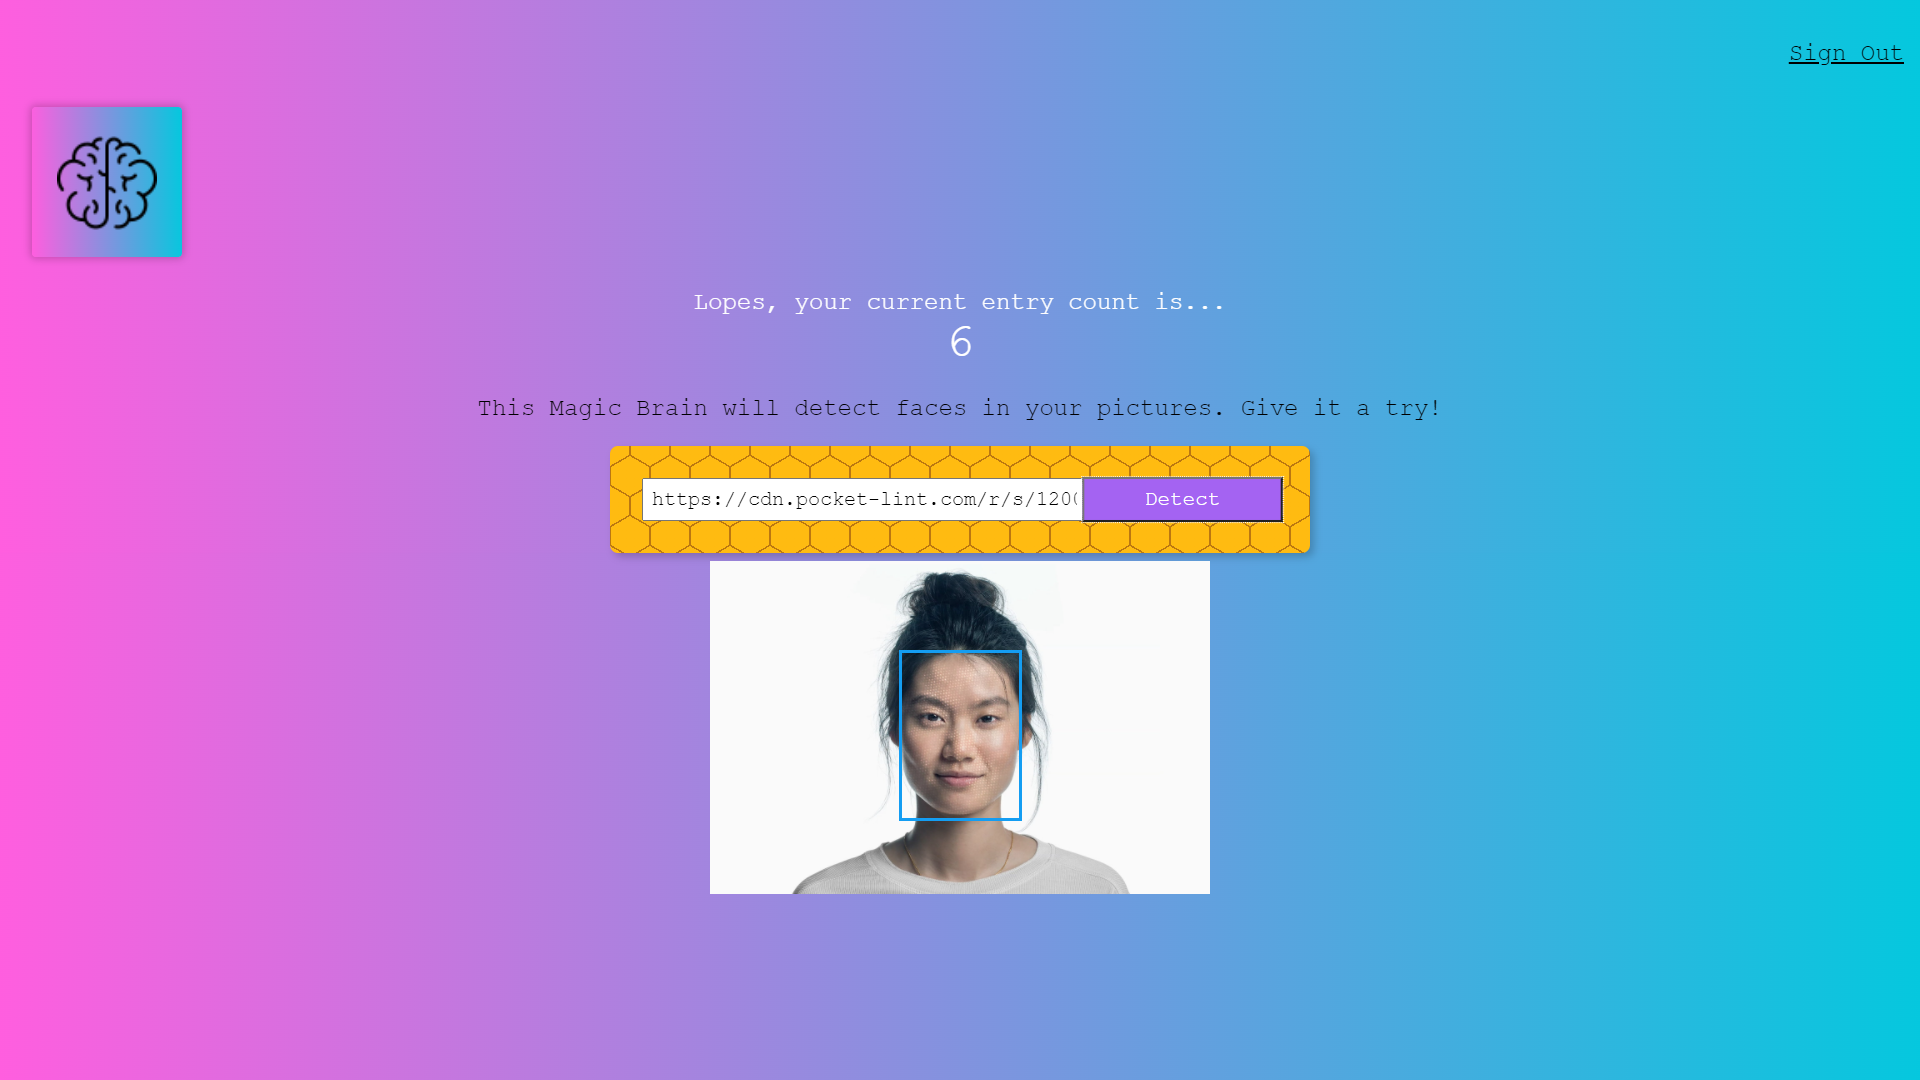 Sign Out
Lopes, your current entry count is...
6
This Magic Brain will detect faces in your pictures. Give it a try!
https://cdn.pocket-lint.com/r/s/120
Detect